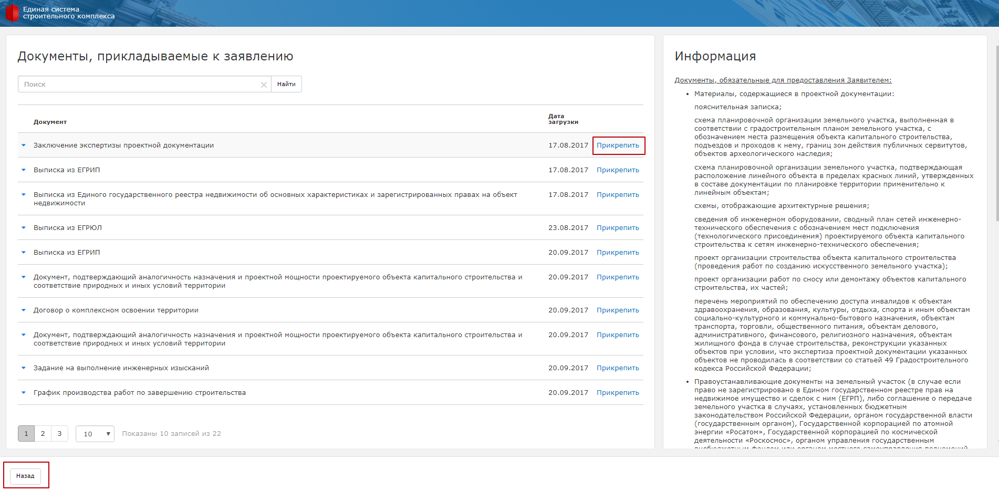 Единая система
строительного комплекса
Документы, прикладываемые к заявлению
Поиск
Найти
Документ
Дата
загрузки
Заключение экспертизы проектной документации 17.08.2017 Прикрепить
Выписка из ЕГРИП 17.08.2017 Прикрепить
Выписка из Единого государственного реестра недвижимости об основных характеристиках и зарегистрированных правах на объект 17.08.2017 Прикрепить
недвижимости
Выписка из ЕГРЮЛ 23.08.2017 Прикрепить
Выписка из ЕГРИП 20.09.2017 Прикрепить
Документ, подтверждающий аналогичность назначения и проектной мощности проектируемого объекта капитального строительства и 20.09.2017 Прикрепить
соответствие природных и иных условий территории
Договор о комплексном освоении территории 20.09.2017 Прикрепить
Документ, подтверждающий аналогичность назначения и проектной мощности проектируемого объекта капитального строительства и 20.09.2017 Прикрепить
соответствие природных и иных условий территории
Задание на выполнение инженерных изысканий 20.09.2017 Прикрепить
График производства работ по завершению строительства 20.09.2017 Прикрепить
1 2 3 10 Показаны 10 записей из 22
Назад
Информация
Документы, обязательные для предоставления Заявителем:
• Материалы, содержащиеся в проектной документации:
пояснительная записка;
схема планировочной организации земельного участка, выполненная в
соответствии с градостроительным планом земельного участка, с
обозначением места размещения объекта капитального строительства,
подъездов и проходов к нему, границ зон действия публичных сервитутов,
объектов археологического наследия;
схема планировочной организации земельного участка, подтверждающая
расположение линейного объекта в пределах красных линий, утвержденных
в составе документации по планировке территории применительно к
линейным объектам;
схемы, отображающие архитектурные решения;
сведения об инженерном оборудовании, сводный план сетей инженерно-
технического обеспечения с обозначением мест подключения
(технологического присоединения) проектируемого объекта капитального
строительства к сетям инженерно-технического обеспечения;
проект организации строительства объекта капитального строительства
(проведения работ по созданию искусственного земельного участка);
проект организации работ по сносу или демонтажу объектов капитального
строительства, их частей;
перечень мероприятий по обеспечению доступа инвалидов к объектам
здравоохранения, образования, культуры, отдыха, спорта и иным объектам
социально-культурного и коммунально-бытового назначения, объектам
транспорта, торговли, общественного питания, объектам делового,
административного, финансового, религиозного назначения, объектам
жилищного фонда в случае строительства, реконструкции указанных
объектов при условии, что экспертиза проектной документации указанных
объектов не проводилась в соответствии со статьей 49 Градостроительного
кодекса Российской Федерации;
• Правоустанавливающие документы на земельный участок (в случае если
право не зарегистрировано в Едином государственном реестре прав на
недвижимое имущество и сделок с ним (ЕГРП), либо соглашение о передаче
земельного участка в случаях, установленных бюджетным
законодательством Российской Федерации, органом государственной власти
(государственным органом), Государственной корпорацией по атомной
энергии «Росатом», Государственной корпорацией по космической
деятельности «Роскосмос», органом управления государственным